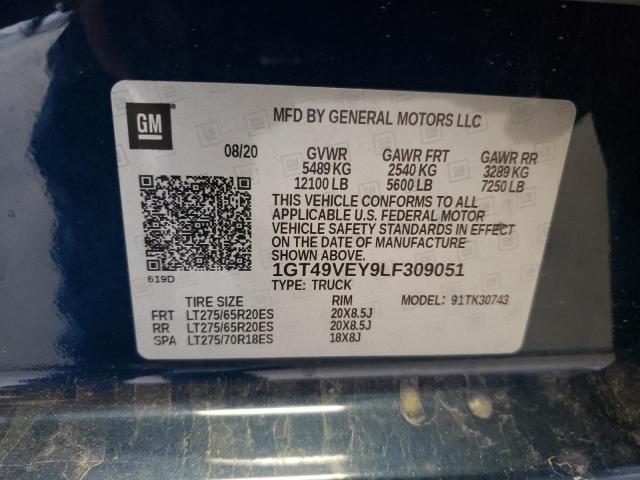 GM
MFD BY GENERAL MOTORS LLC
08/20 GVWR GAWR FRT GAWR RR
5489 KG 2540 KG 3289 KG
12100 LB 5600 LB 7250 LB
THIS VEHICLE CONFORMS TO ALL
APPLICABLE U.S. FEDERAL MOTOR
VEHICLE SAFETY STANDARDS IN EFFECT
ON THE DATE OF MANUFACTURE
SHOWN ABOVE.
1GT49VEY9LF309051
619D
TYPE: TRUCK
TIRE SIZE RIM MODEL: 91TK30743
FRT LT275/65R20ES 20X8.5J
RR LT275/65R20ES 20X8.5J
SPA LT275/70R18ES 18X8J